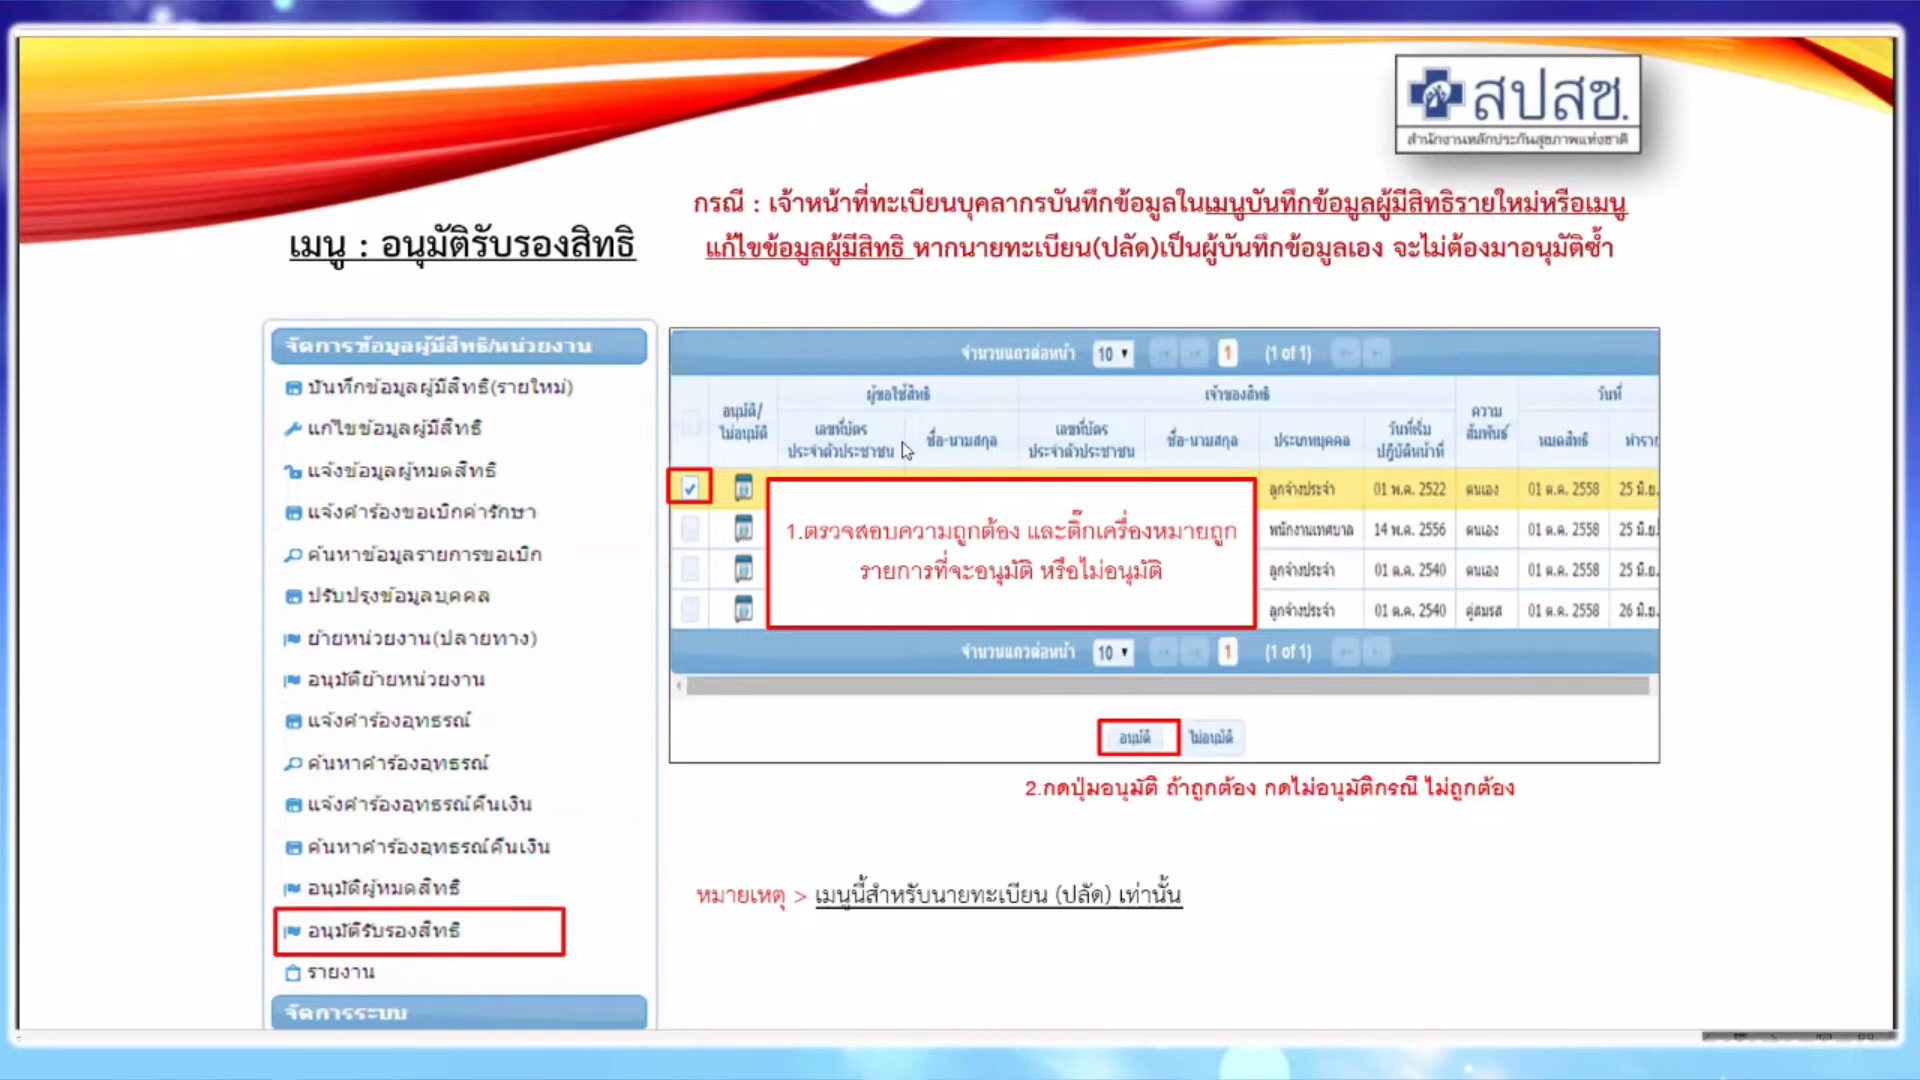 สปสช.
สำนักงานหลักประกันสุขภาพแห่งชาติ
กรณี : เจ้าหน้าที่ทะเบียนบุคลากรบันทึกข้อมูลในเมนูบันทึกข้อมูลผู้มีสิทธิรายใหม่หรือเมนู
แก้ไขข้อมูลผู้มีสิทธิ หากนายทะเบียน(ปลัด)เป็นผู้บันทึกข้อมูลเอง จะไม่ต้องมาอนุมัติซ้ำ
เมนู : อนุมัติรับรองสิทธิ
จัดการข้อมูลผู้มีสิทธิ/หน่วยงาน
บันทึกข้อมูลผู้มีสิทธิ(รายใหม่)
แก้ไขข้อมูลผู้มีสิทธิ
แจ้งข้อมูลผู้หมดสิทธิ
แจ้งคำร้องขอเบิกค่ารักษา
ค้นหาข้อมูลรายการขอเบิก
ปรับปรุงข้อมูลบุคคล
ย้ายหน่วยงาน(ปลายทาง)
อนุมัติย้ายหน่วยงาน
แจ้งคำร้องอุทธรณ์
ค้นหาคำร้องอุทธรณ์
แจ้งคำร้องอุทธรณ์คืนเงิน
ค้นหาคำร้องอุทธรณ์คืนเงิน
อนุมัติผู้หมดสิทธิ
อนุมัติรับรองสิทธิ
รายงาน
จัดการระบบ
จำนวนแถวต่อหน้า 10 1 (1 of 1)
ผู้ขอใช้สิทธิ เจ้าของสิทธิ วันที่
อนุมัติ/ไม่อนุมัติ เลขที่บัตรประจำตัวประชาชน ชื่อ-นามสกุล เลขที่บัตรประจำตัวประชาชน ชื่อ-นามสกุล ประเภทบุคคล วันที่เริ่มปฏิบัติหน้าที่ ความสัมพันธ์ หมดสิทธิ ทำราย
ลูกจ้างประจำ 01 พ.ค. 2522 ตนเอง 01 ต.ค. 2558 25 มิ.ย.
พนักงานเทศบาล 14 พ.ค. 2556 ตนเอง 01 ต.ค. 2558 25 มิ.ย.
ลูกจ้างประจำ 01 ต.ค. 2540 ตนเอง 01 ต.ค. 2558 25 มิ.ย.
ลูกจ้างประจำ 01 ต.ค. 2540 คู่สมรส 01 ต.ค. 2558 26 มิ.ย.
1.ตรวจสอบความถูกต้อง และติ๊กเครื่องหมายถูก
รายการที่จะอนุมัติ หรือไม่อนุมัติ
จำนวนแถวต่อหน้า 10 1 (1 of 1)
อนุมัติ ไม่อนุมัติ
2.กดปุ่มอนุมัติ ถ้าถูกต้อง กดไม่อนุมัติกรณี ไม่ถูกต้อง
หมายเหตุ > เมนูนี้สำหรับนายทะเบียน (ปลัด) เท่านั้น